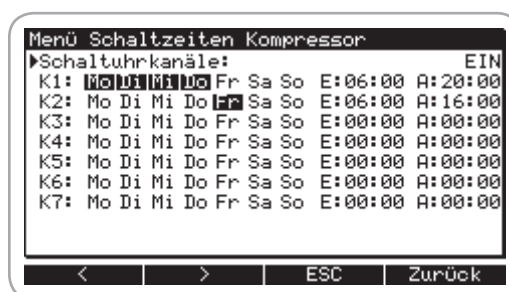 Menü Schaltzeiten Kompressor
▶Schaltuhrkanäle: EIN
K1: Mo Di Mi Do Fr Sa So E:06:00 A:20:00
K2: Mo Di Mi Do Fr Sa So E:06:00 A:16:00
K3: Mo Di Mi Do Fr Sa So E:00:00 A:00:00
K4: Mo Di Mi Do Fr Sa So E:00:00 A:00:00
K5: Mo Di Mi Do Fr Sa So E:00:00 A:00:00
K6: Mo Di Mi Do Fr Sa So E:00:00 A:00:00
K7: Mo Di Mi Do Fr Sa So E:00:00 A:00:00
< > ESC Zurück